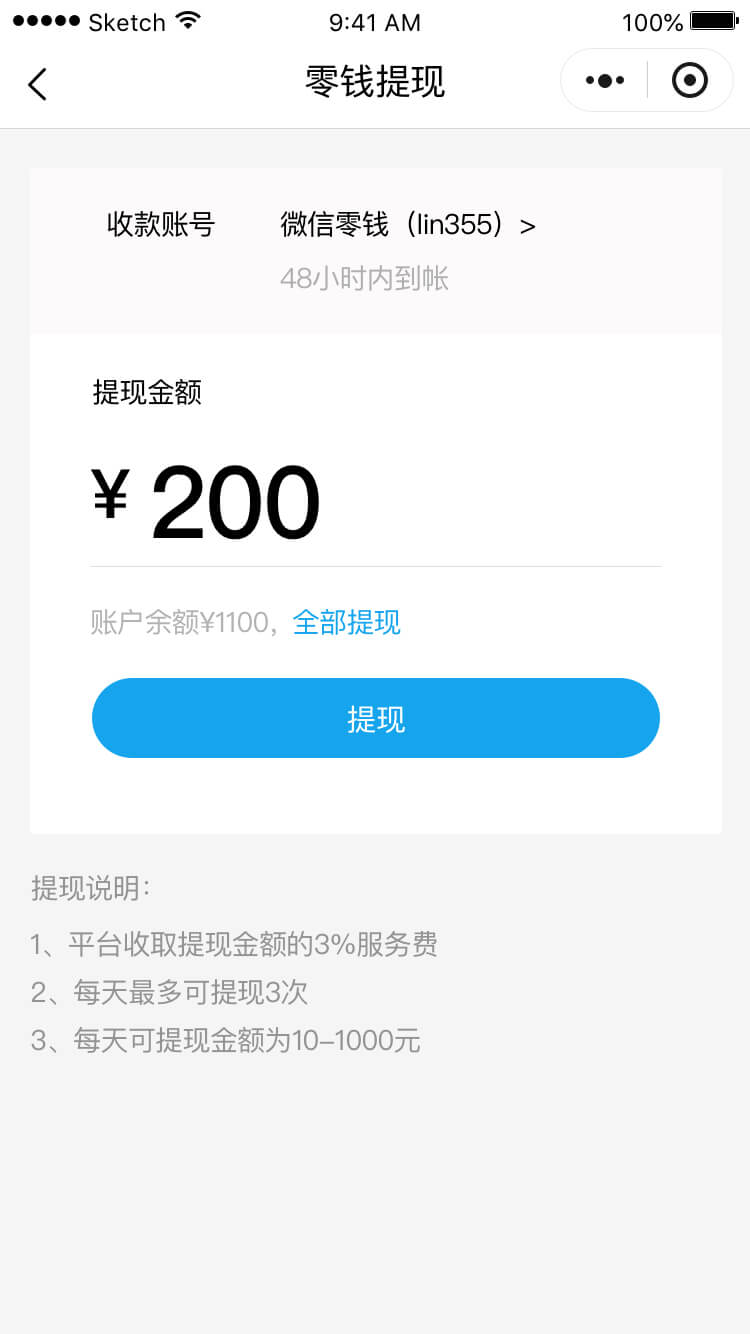 Sketch 9:41 AM 100%
零钱提现
收款账号 微信零钱（lin355）>
48小时内到帐
提现金额
¥ 200
账户余额¥1100，全部提现
提现
提现说明：
1、平台收取提现金额的3%服务费
2、每天最多可提现3次
3、每天可提现金额为10–1000元